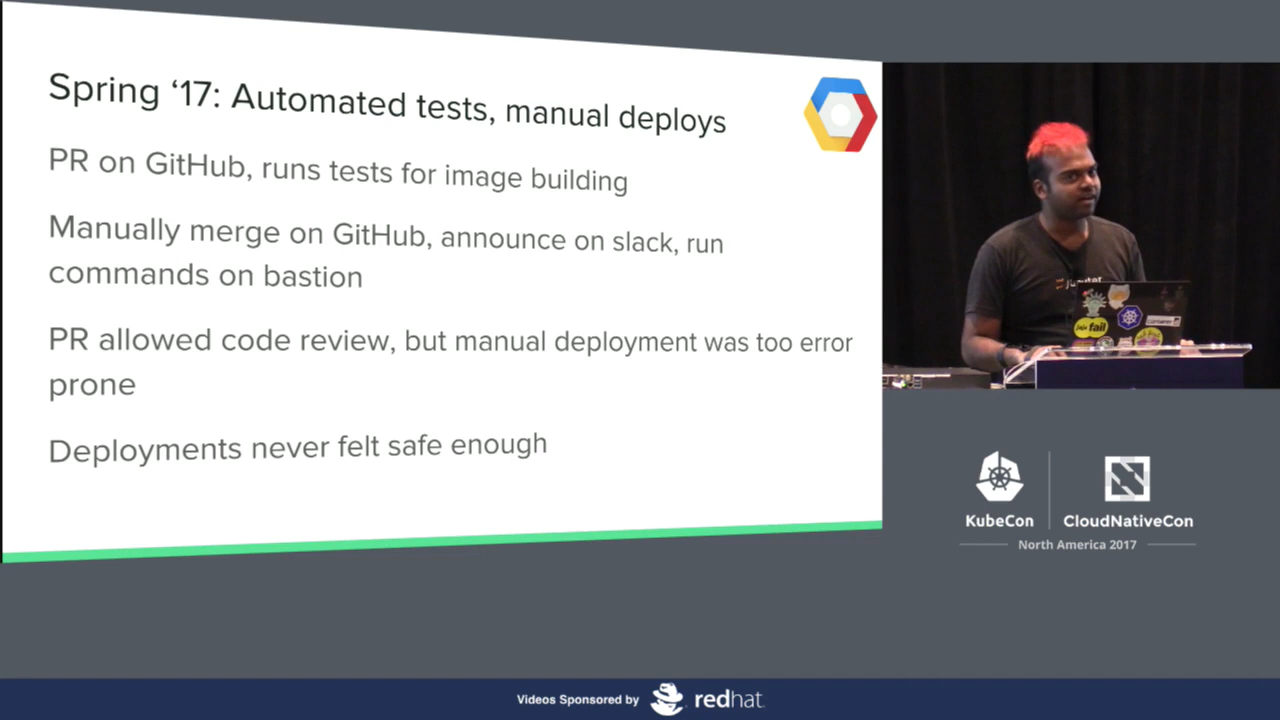 Spring ‘17: Automated tests, manual deploys
PR on GitHub, runs tests for image building
Manually merge on GitHub, announce on slack, run
commands on bastion
PR allowed code review, but manual deployment was too error
prone
Deployments never felt safe enough
fail
KubeCon
CloudNativeCon
North America 2017
Videos Sponsored by
redhat